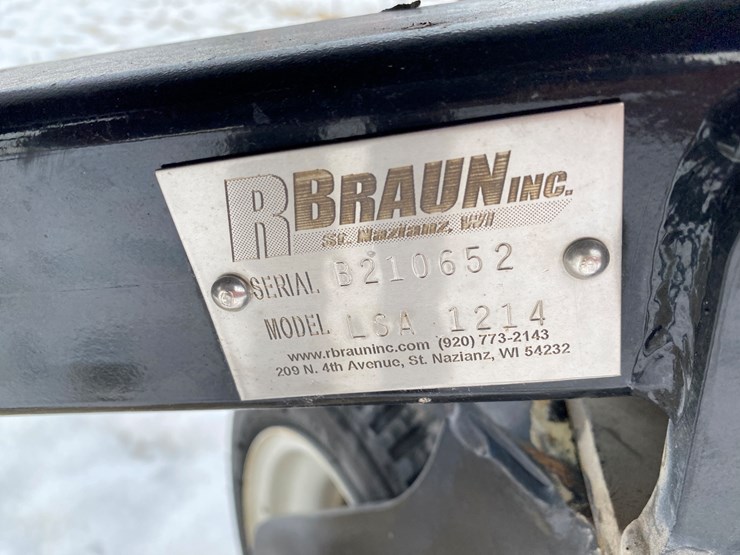 R BRAUN INC.
St. Nazianz, WI
SERIAL B210652
MODEL LSA 1214
www.rbrauninc.com (920) 773-2143
209 N. 4th Avenue, St. Nazianz, WI 54232